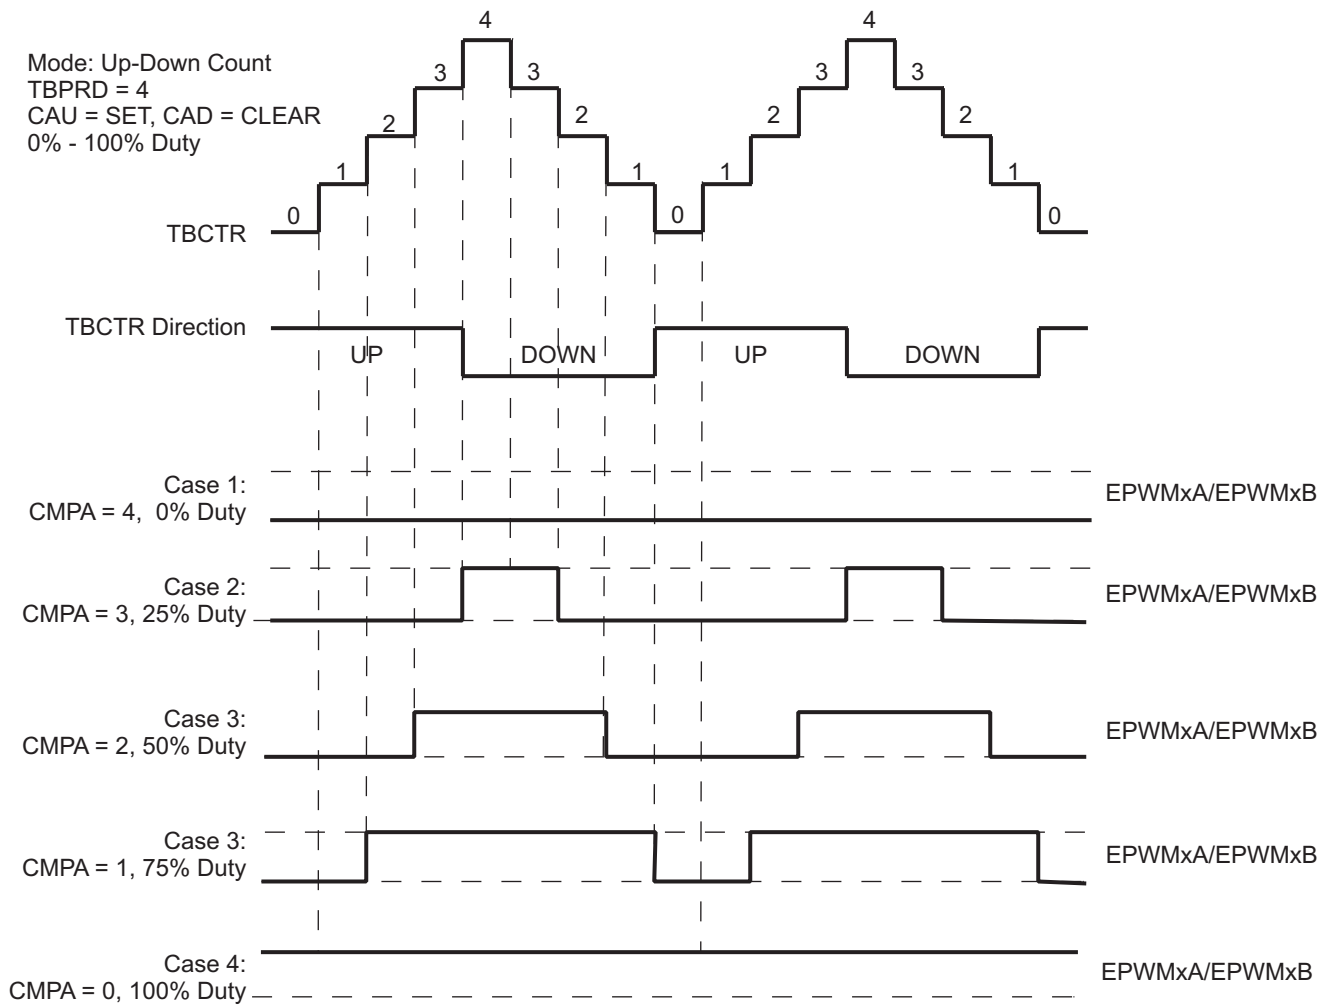 4
4
Mode: Up-Down Count
TBPRD = 4
CAU = SET, CAD = CLEAR
0% - 100% Duty
3
3
3
3
2
2
2
2
1
1
1
1
0
0
0
TBCTR
TBCTR Direction
UP
DOWN
UP
DOWN
Case 1:
CMPA = 4, 0% Duty
EPWMxA/EPWMxB
Case 2:
CMPA = 3, 25% Duty
EPWMxA/EPWMxB
Case 3:
CMPA = 2, 50% Duty
EPWMxA/EPWMxB
Case 3:
CMPA = 1, 75% Duty
EPWMxA/EPWMxB
Case 4:
CMPA = 0, 100% Duty
EPWMxA/EPWMxB